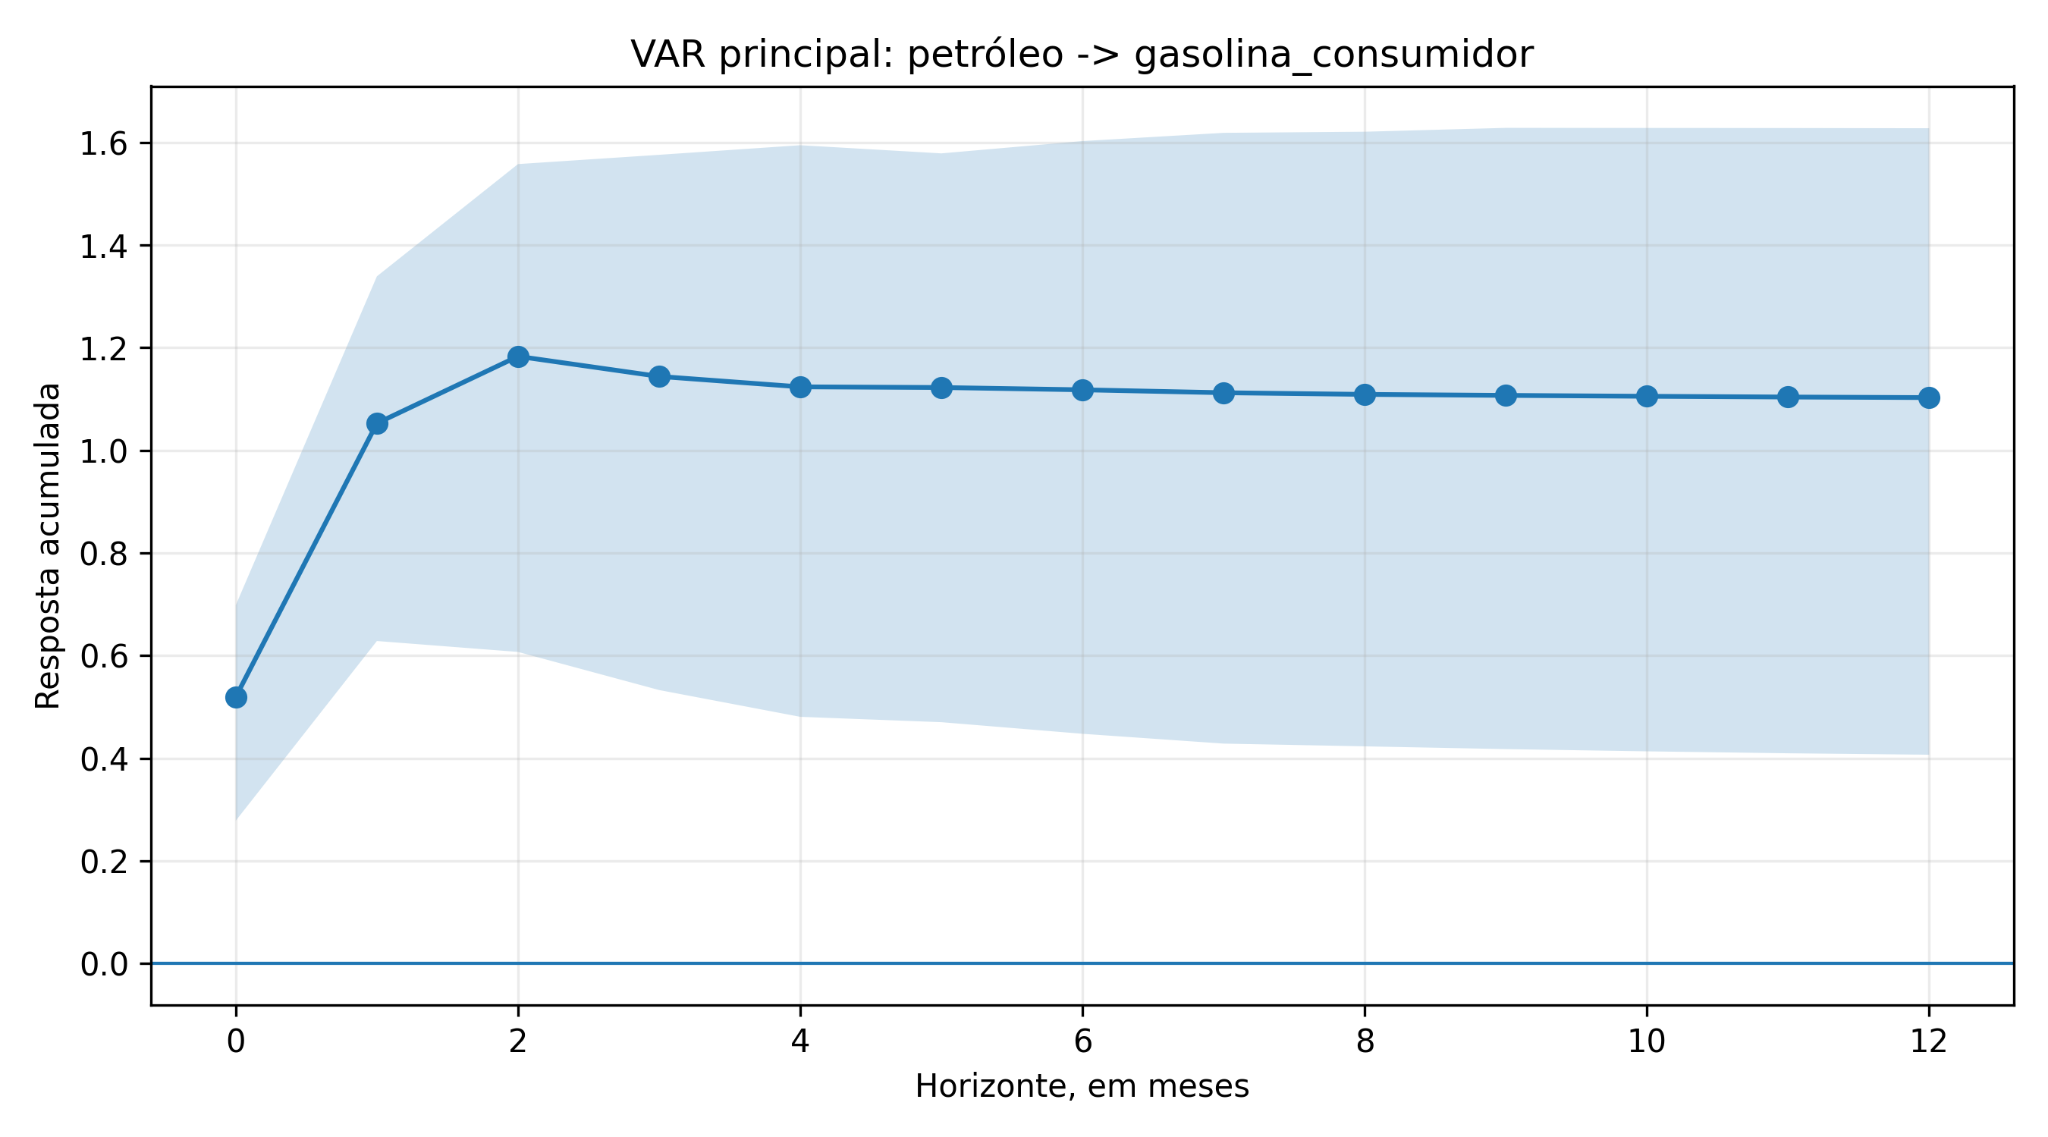 VAR principal: petróleo -> gasolina_consumidor
Resposta acumulada
1.6
1.4
1.2
1.0
0.8
0.6
0.4
0.2
0.0
0 2 4 6 8 10 12
Horizonte, em meses